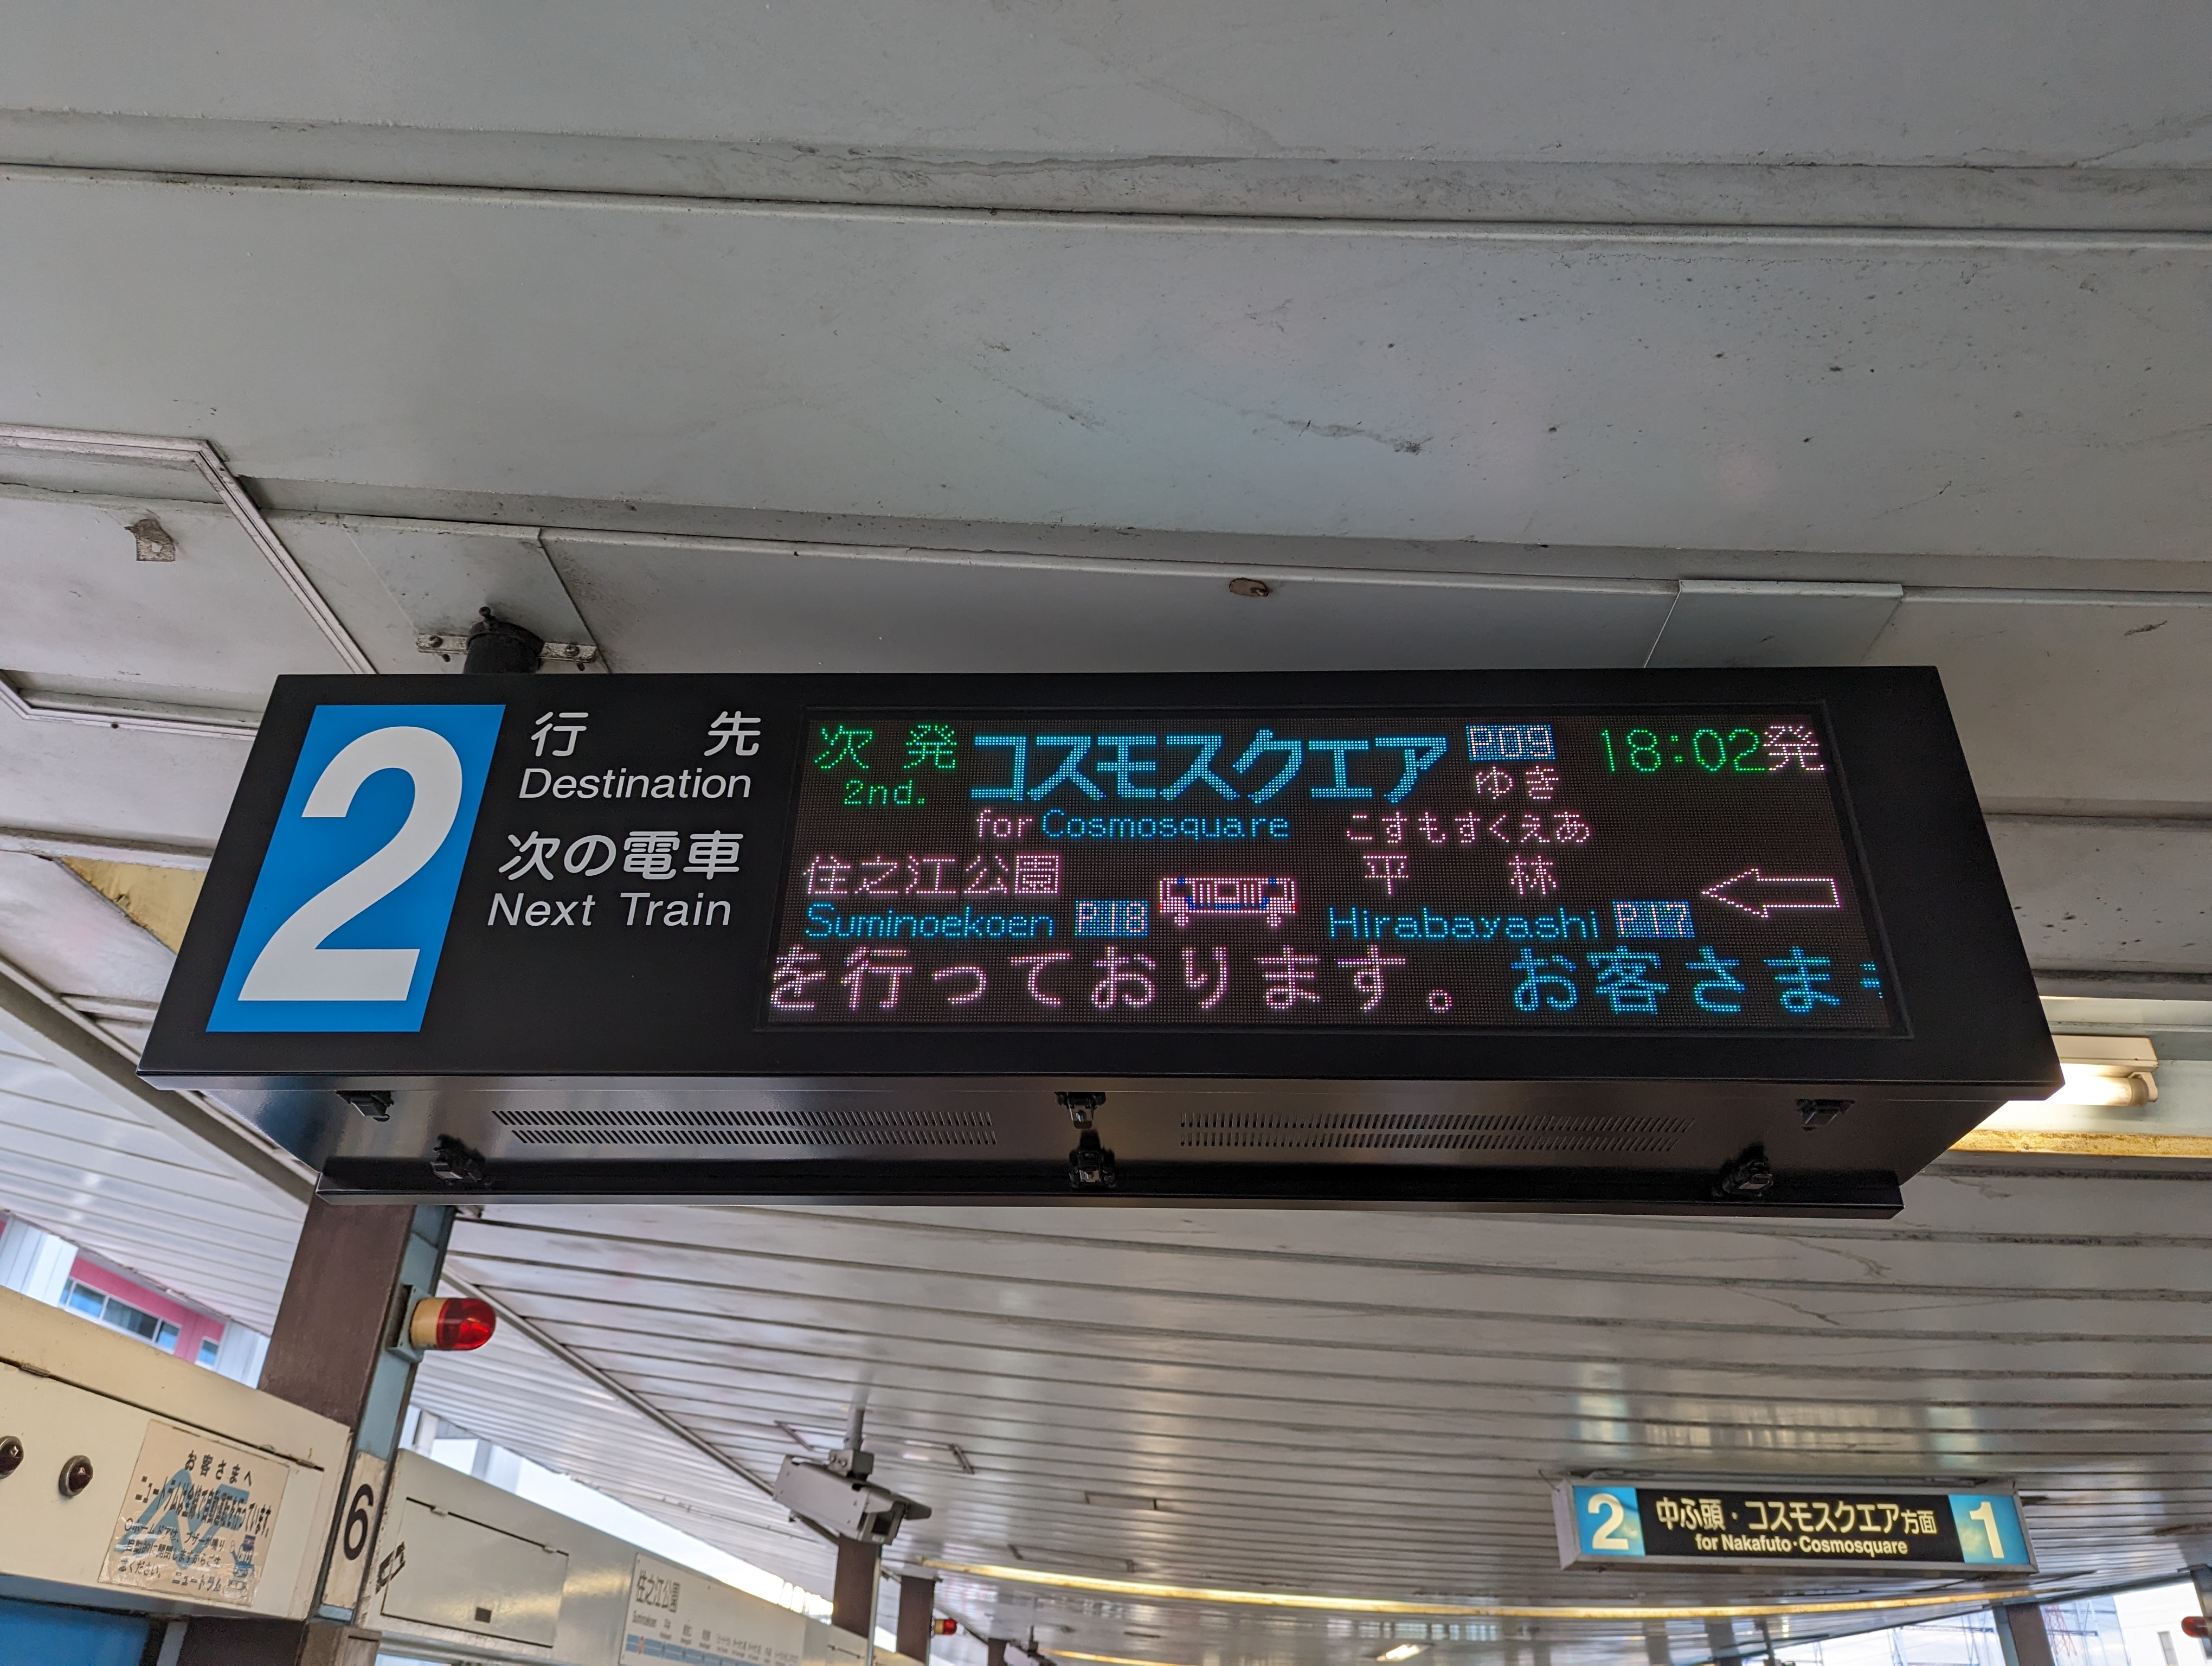 2
行先
Destination
次の電車
Next Train
次発 コスモスクエア P09 18:02発
2nd. ゆき
for Cosmosquare こすもすくえあ
住之江公園 平林
Suminoekoen P18 Hirabayashi P17
を行っております。 お客さま
2 中ふ頭・コスモスクエア方面 1
for Nakafuto・Cosmosquare
6
お客さまへ
ニュートラム
住之江公園
Suminoekoen